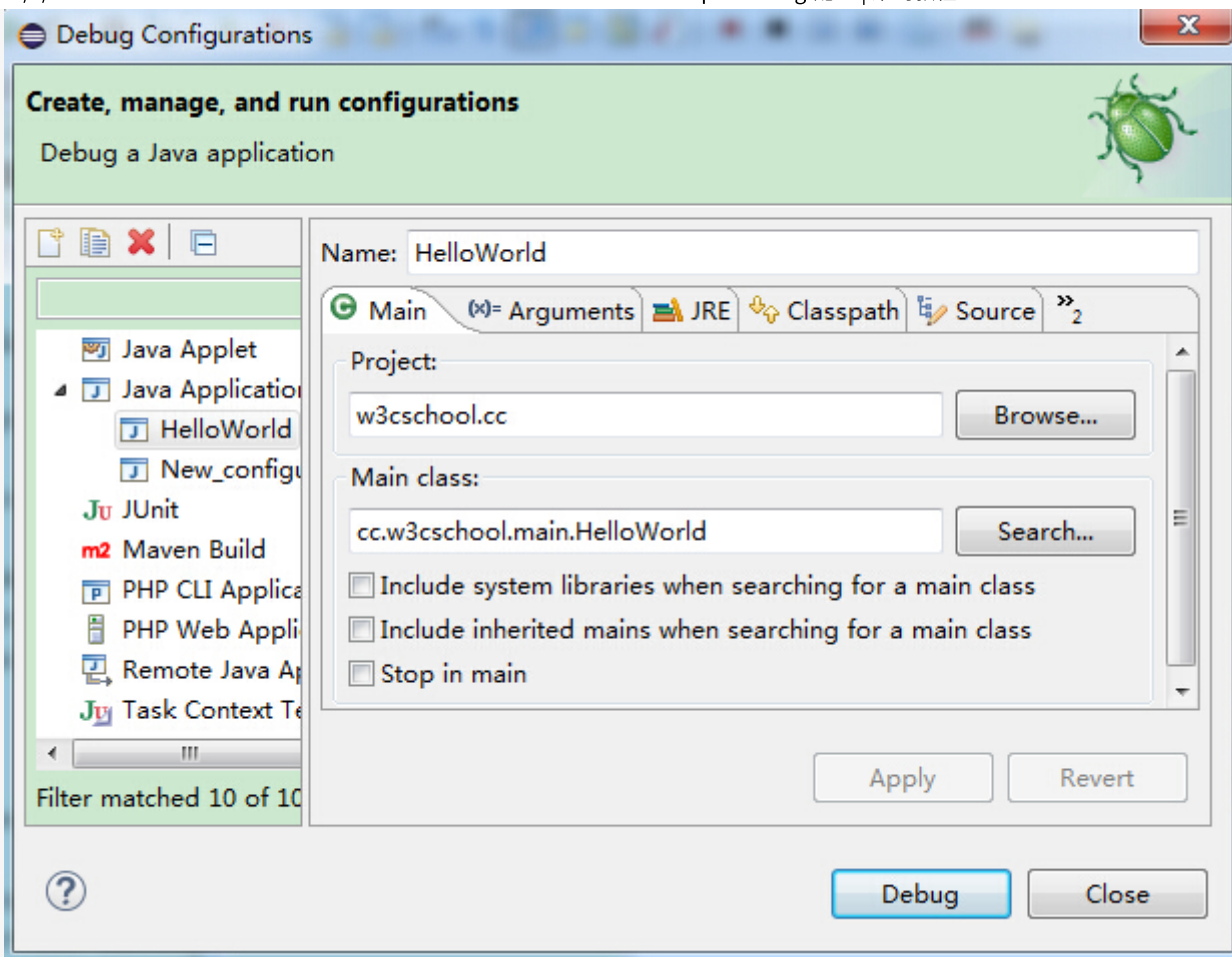 Debug Configurations
Create, manage, and run configurations
Debug a Java application
Name: HelloWorld
Main (x)= Arguments JRE Classpath Source »2
Java Applet
Java Application
HelloWorld
New_configu
JUnit
m2 Maven Build
PHP CLI Applica
PHP Web Appli
Remote Java Ap
Task Context Te
Filter matched 10 of 10
Project:
w3cschool.cc
Browse...
Main class:
cc.w3cschool.main.HelloWorld
Search...
Include system libraries when searching for a main class
Include inherited mains when searching for a main class
Stop in main
Apply Revert
Debug Close